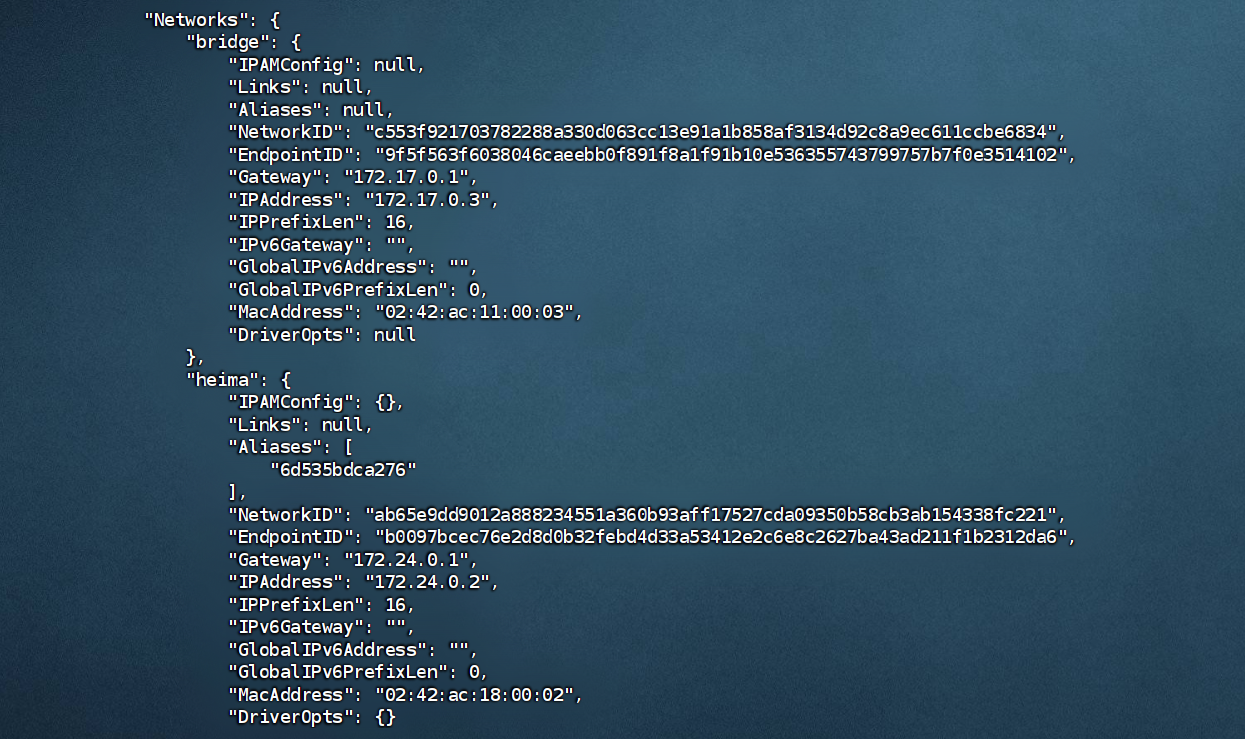 "Networks": {
"bridge": {
"IPAMConfig": null,
"Links": null,
"Aliases": null,
"NetworkID": "c553f921703782288a330d063cc13e91a1b858af3134d92c8a9ec611ccbe6834",
"EndpointID": "9f5f563f6038046caeebb0f891f8a1f91b10e536355743799757b7f0e3514102",
"Gateway": "172.17.0.1",
"IPAddress": "172.17.0.3",
"IPPrefixLen": 16,
"IPv6Gateway": "",
"GlobalIPv6Address": "",
"GlobalIPv6PrefixLen": 0,
"MacAddress": "02:42:ac:11:00:03",
"DriverOpts": null
},
"heima": {
"IPAMConfig": {},
"Links": null,
"Aliases": [
"6d535bdca276"
],
"NetworkID": "ab65e9dd9012a888234551a360b93aff17527cda09350b58cb3ab154338fc221",
"EndpointID": "b0097bcec76e2d8d0b32febd4d33a53412e2c6e8c2627ba43ad211f1b2312da6",
"Gateway": "172.24.0.1",
"IPAddress": "172.24.0.2",
"IPPrefixLen": 16,
"IPv6Gateway": "",
"GlobalIPv6Address": "",
"GlobalIPv6PrefixLen": 0,
"MacAddress": "02:42:ac:18:00:02",
"DriverOpts": {}